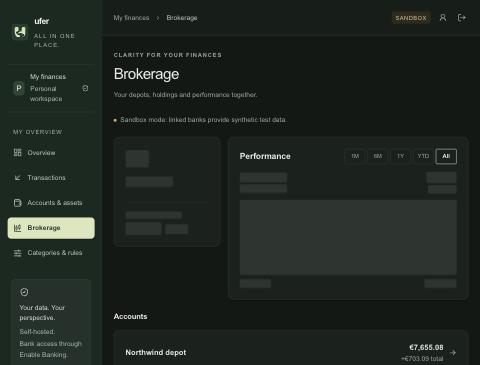 ufer
ALL IN ONE
PLACE.
P
My finances
Personal
workspace
MY OVERVIEW
Overview
Transactions
Accounts & assets
Brokerage
Categories & rules
Your data. Your
perspective.
Self-hosted.
Bank access through
Enable Banking.
My finances › Brokerage
SANDBOX
CLARITY FOR YOUR FINANCES
Brokerage
Your depots, holdings and performance together.
Sandbox mode: linked banks provide synthetic test data.
Performance
1M 6M 1Y YTD All
Accounts
Northwind depot
€7,655.08
+€703.09 total